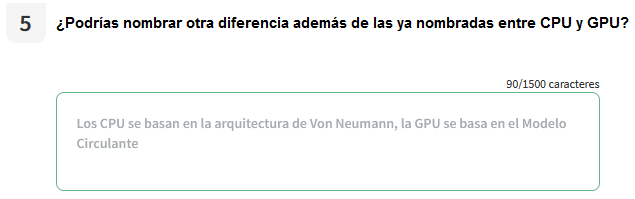 5 ¿Podrías nombrar otra diferencia además de las ya nombradas entre CPU y GPU?
90/1500 caracteres
Los CPU se basan en la arquitectura de Von Neumann, la GPU se basa en el Modelo
Circulante